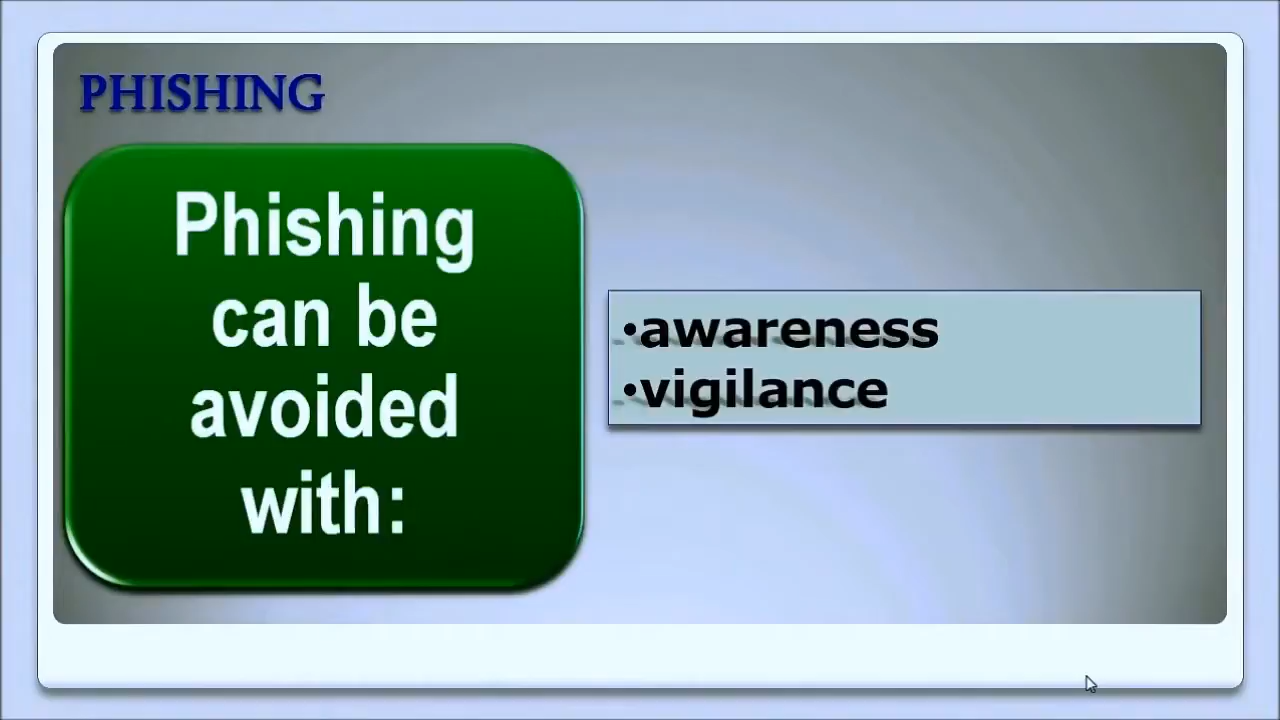 PHISHING
Phishing
can be
avoided
with:
•awareness
•vigilance